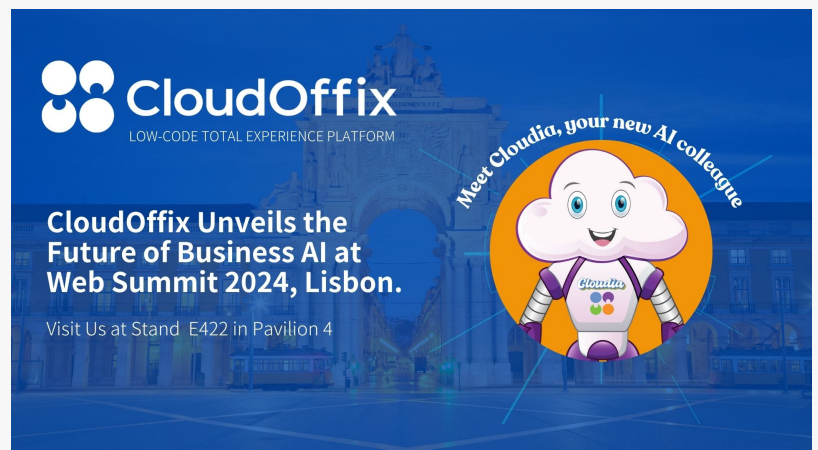 CloudOffix
LOW-CODE TOTAL EXPERIENCE PLATFORM
Meet Cloudia, your new AI colleague
CloudOffix Unveils the
Future of Business AI at
Web Summit 2024, Lisbon.
Visit Us at Stand E422 in Pavilion 4
Cloudia